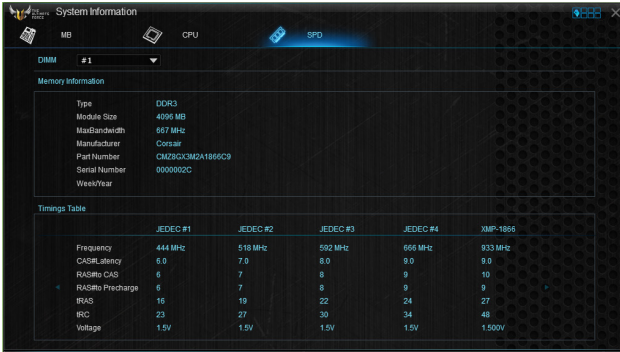 THE ULTIMATE FORCE System Information
MB CPU SPD
DIMM #1
Memory Information
Type DDR3
Module Size 4096 MB
MaxBandwidth 667 MHz
Manufacturer Corsair
Part Number CMZ8GX3M2A1866C9
Serial Number 0000002C
Week/Year
Timings Table
JEDEC #1 JEDEC #2 JEDEC #3 JEDEC #4 XMP-1866
Frequency 444 MHz 518 MHz 592 MHz 666 MHz 933 MHz
CAS#Latency 6.0 7.0 8.0 9.0 9.0
RAS#to CAS 6 7 8 9 10
RAS#to Precharge 6 7 8 9 9
tRAS 16 19 22 24 27
tRC 23 27 30 34 48
Voltage 1.5V 1.5V 1.5V 1.5V 1.500V